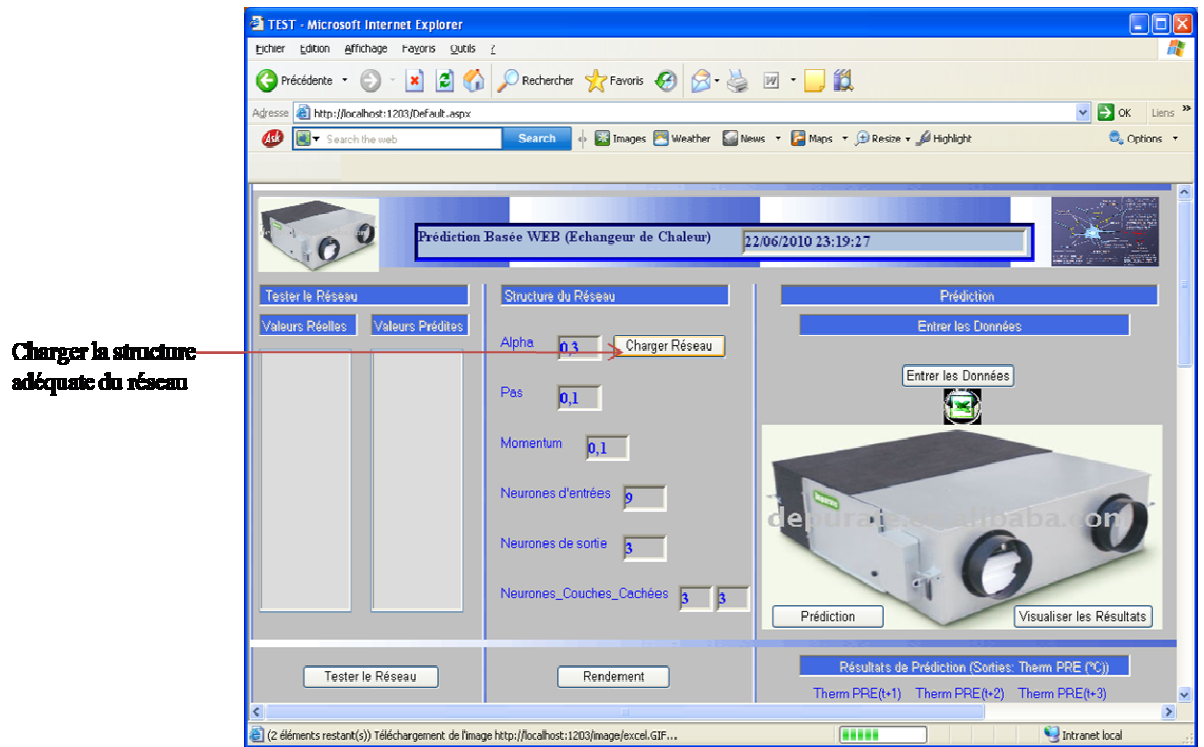 TEST - Microsoft Internet Explorer
Fichier Edition Affichage Favoris Outils ?
Précédente Rechercher Favoris
Adresse http://localhost:1203/Default.aspx OK Liens »
Ask Search the web Search Images Weather News Maps Resize Highlight Options
Prédiction Basée WEB (Echangeur de Chaleur) 22/06/2010 23:19:27
Tester le Réseau
Valeurs Réelles Valeurs Prédites
Structure du Réseau
Alpha 0,3 Charger Réseau
Pas 0,1
Momentum 0,1
Neurones d'entrées 9
Neurones de sortie 3
Neurones_Couches_Cachées 3 3
Prédiction
Entrer les Données
Entrer les Données
Prédiction Visualiser les Résultats
Tester le Réseau
Rendement
Résultats de Prédiction (Sorties: Therm PRE (°C))
Therm PRE(t+1) Therm PRE(t+2) Therm PRE(t+3)
(2 éléments restant(s)) Téléchargement de l'image http://localhost:1203/image/excel.GIF... Intranet local
Charger la structure
adéquate du réseau